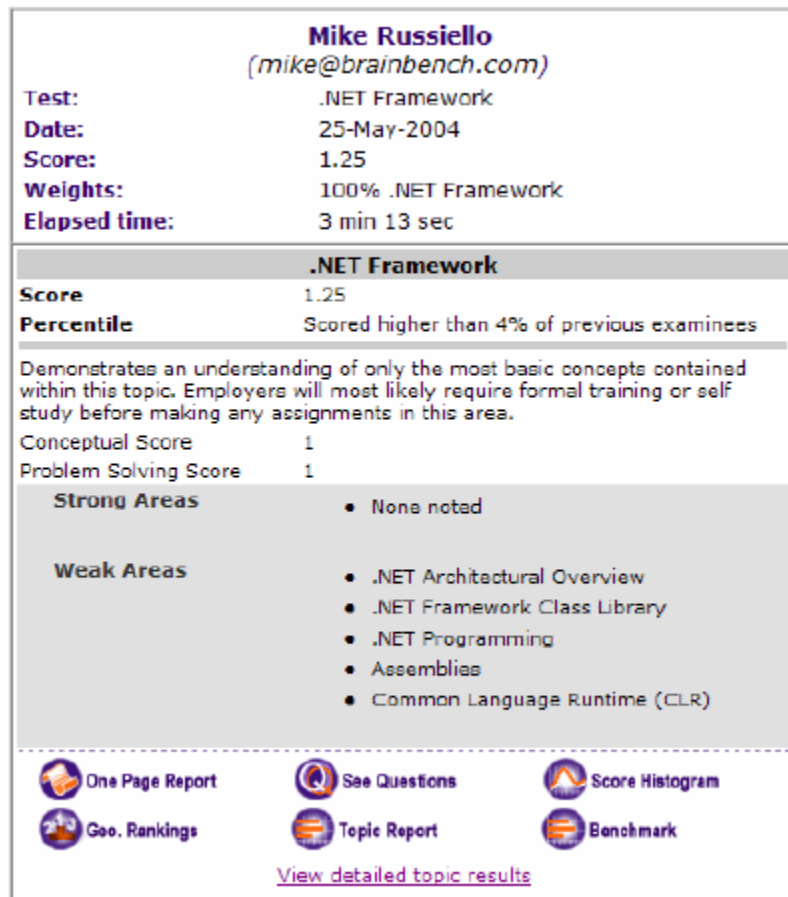 Mike Russiello
(mike@brainbench.com)
Test: .NET Framework
Date: 25-May-2004
Score: 1.25
Weights: 100% .NET Framework
Elapsed time: 3 min 13 sec
.NET Framework
Score 1.25
Percentile Scored higher than 4% of previous examinees
Demonstrates an understanding of only the most basic concepts contained
within this topic. Employers will most likely require formal training or self
study before making any assignments in this area.
Conceptual Score 1
Problem Solving Score 1
Strong Areas
• None noted
Weak Areas
• .NET Architectural Overview
• .NET Framework Class Library
• .NET Programming
• Assemblies
• Common Language Runtime (CLR)
One Page Report See Questions Score Histogram
Geo. Rankings Topic Report Benchmark
View detailed topic results